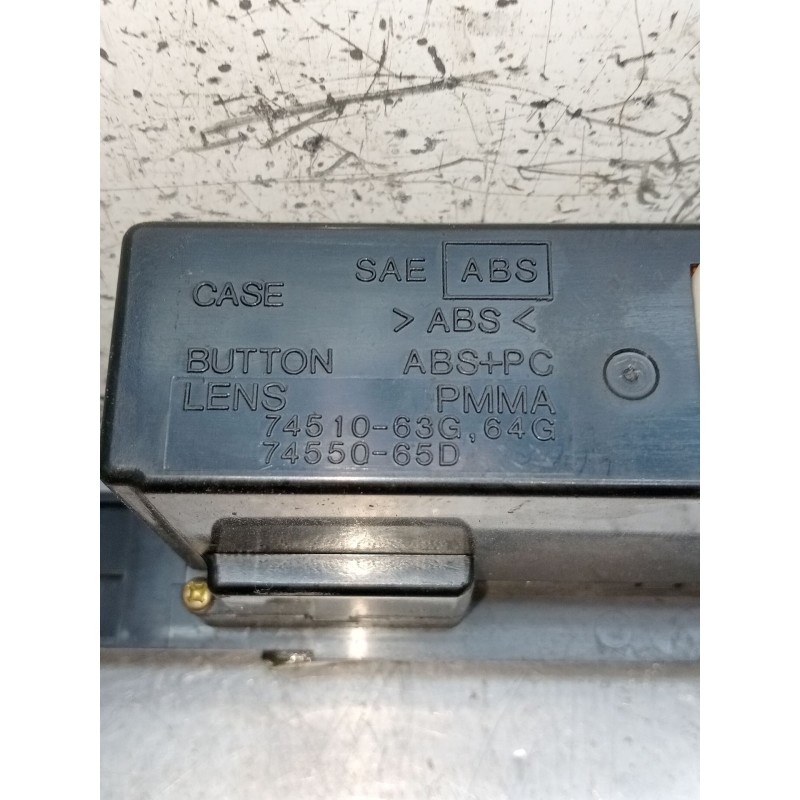 CASE SAE ABS
> ABS <
BUTTON ABS+PC
LENS PMMA
74510-63G, 64G
74550-65D